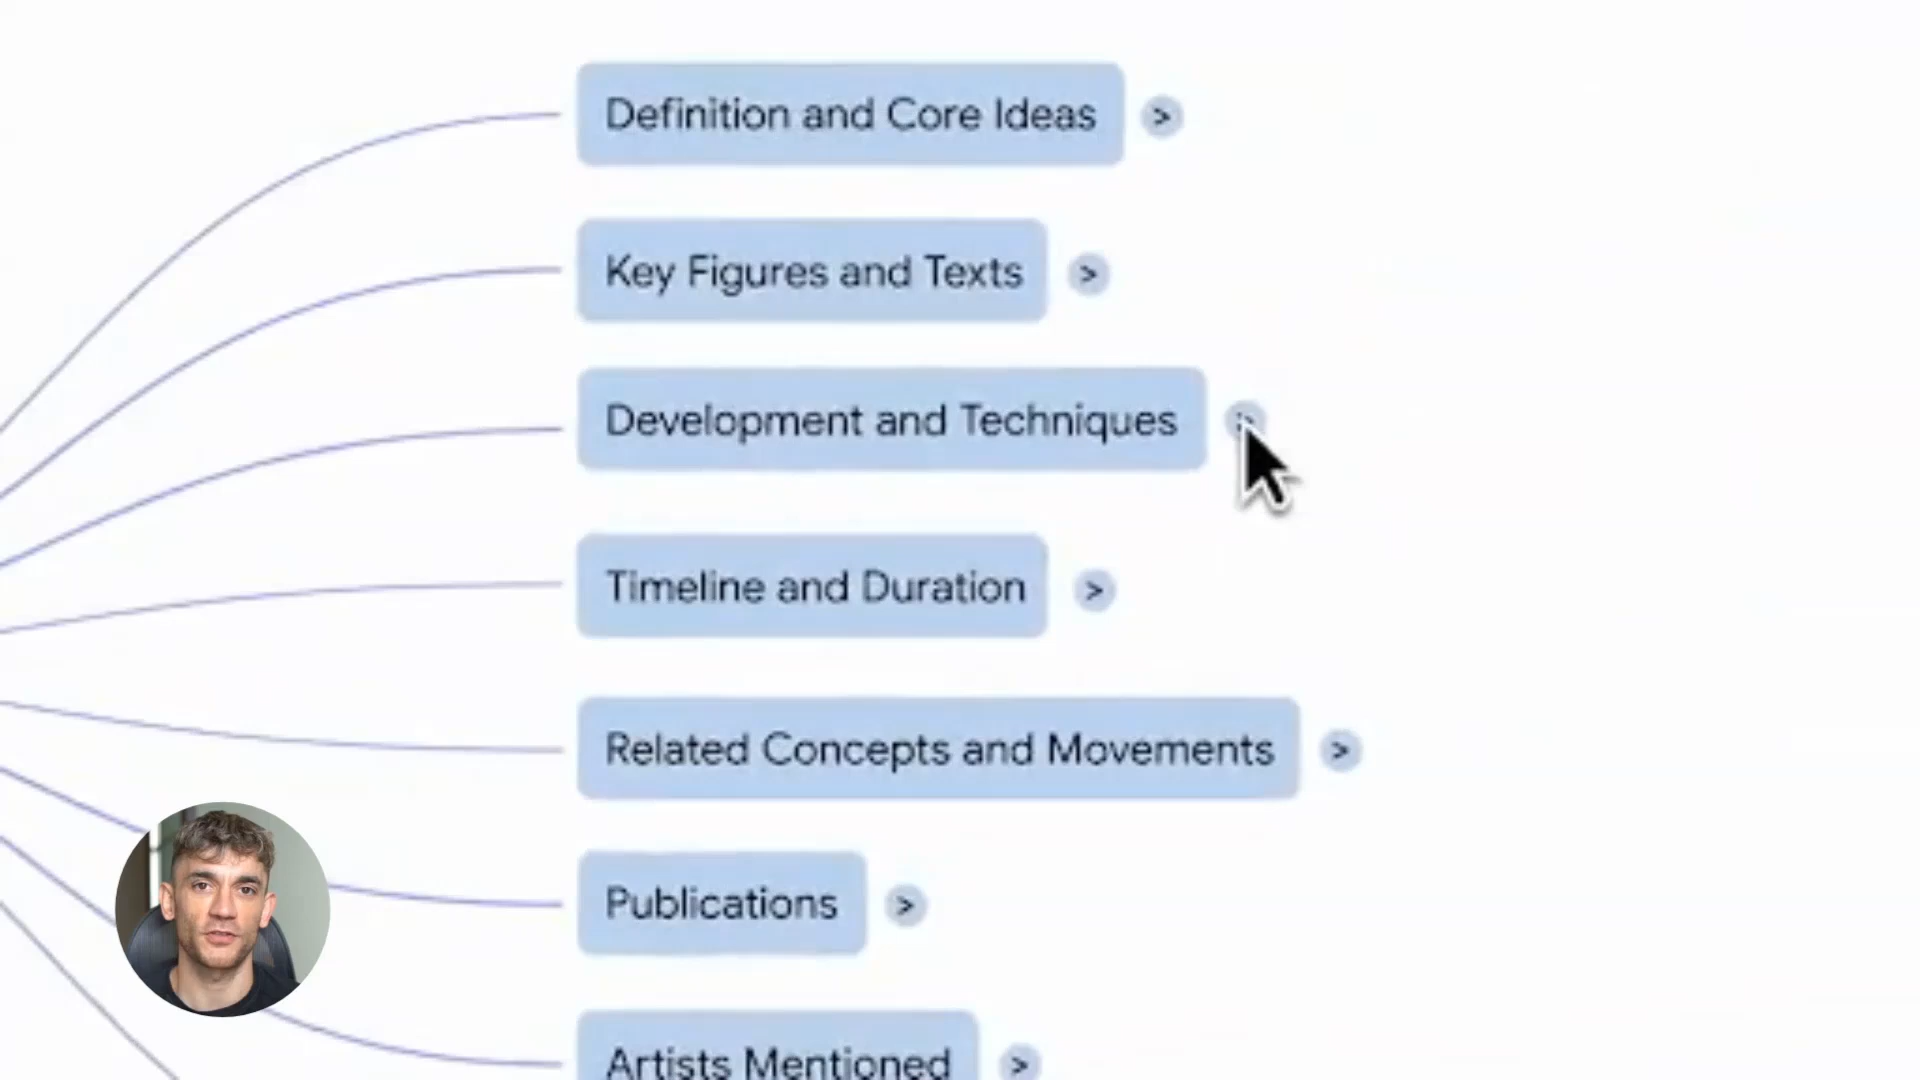 Definition and Core Ideas >
Key Figures and Texts >
Development and Techniques
Timeline and Duration >
Related Concepts and Movements >
Publications >
Artists Mentioned >